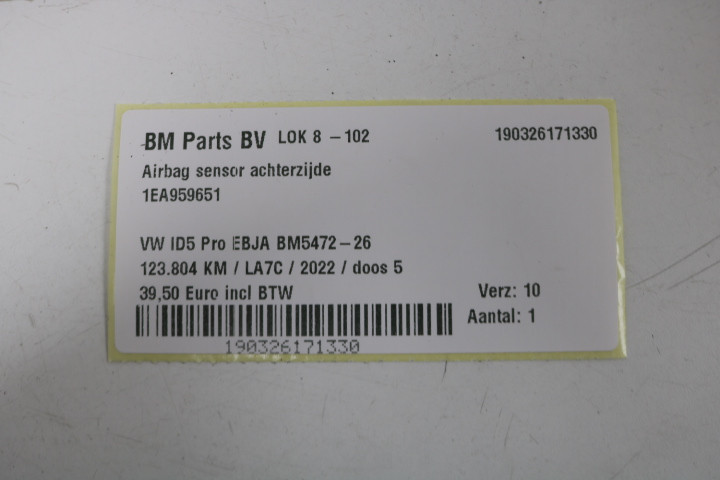 BM Parts BV LOK 8 - 102 190326171330
Airbag sensor achterzijde
1EA959651
VW ID5 Pro EBJA BM5472-26
123.804 KM / LA7C / 2022 / doos 5
39,50 Euro incl BTW Verz: 10
Aantal: 1
190326171330